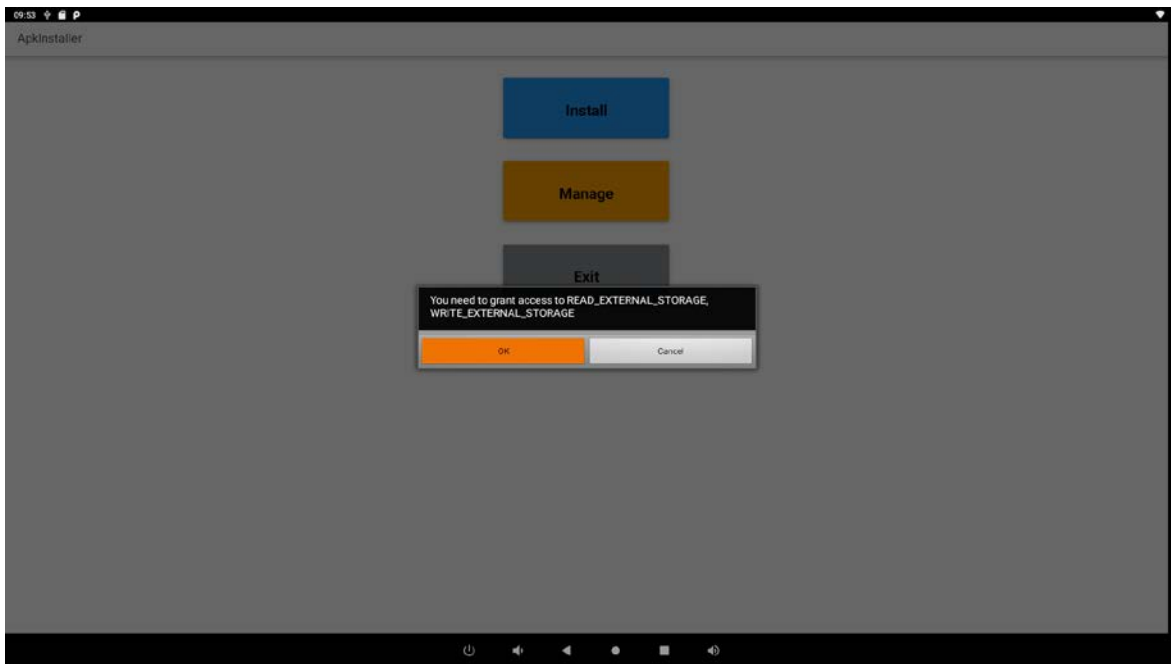 09:53
ApkInstaller
Install
Manage
Exit
You need to grant access to READ_EXTERNAL_STORAGE,
WRITE_EXTERNAL_STORAGE
OK
Cancel